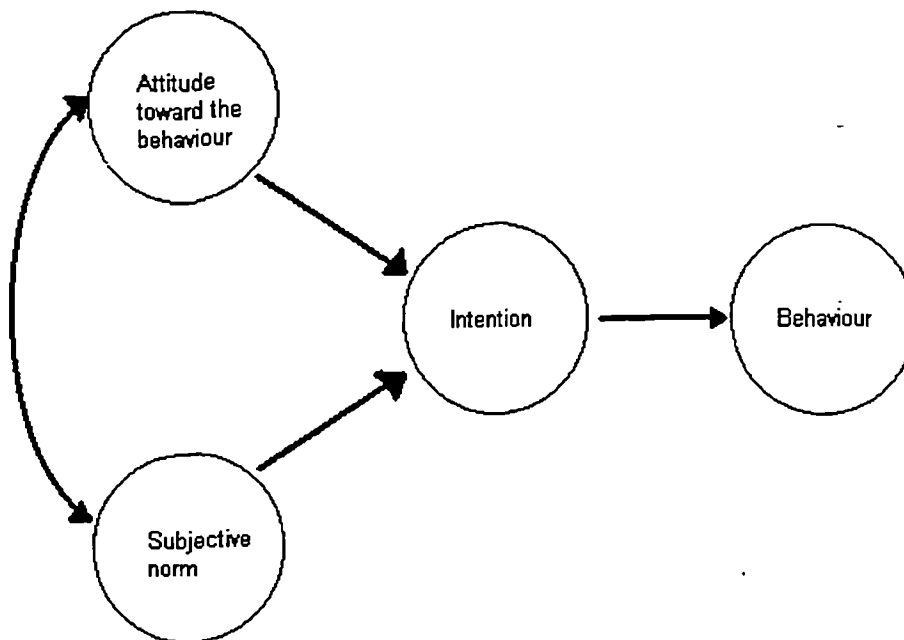 Attitude
toward the
behaviour
Intention
Behaviour
Subjective
norm